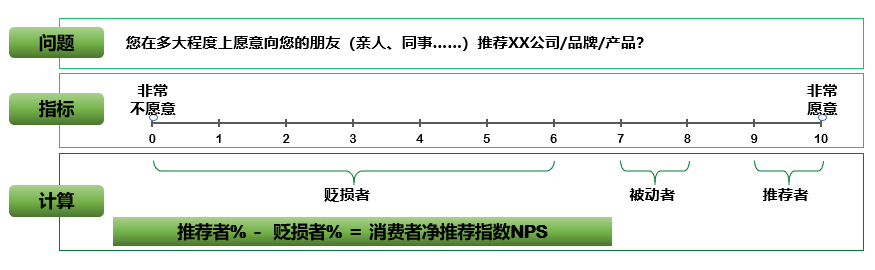 问题
您在多大程度上愿意向您的朋友（亲人、同事……）推荐XX公司/品牌/产品？
指标
非常
不愿意
非常
愿意
0 1 2 3 4 5 6 7 8 9 10
计算
贬损者 被动者 推荐者
推荐者% - 贬损者% = 消费者净推荐指数NPS